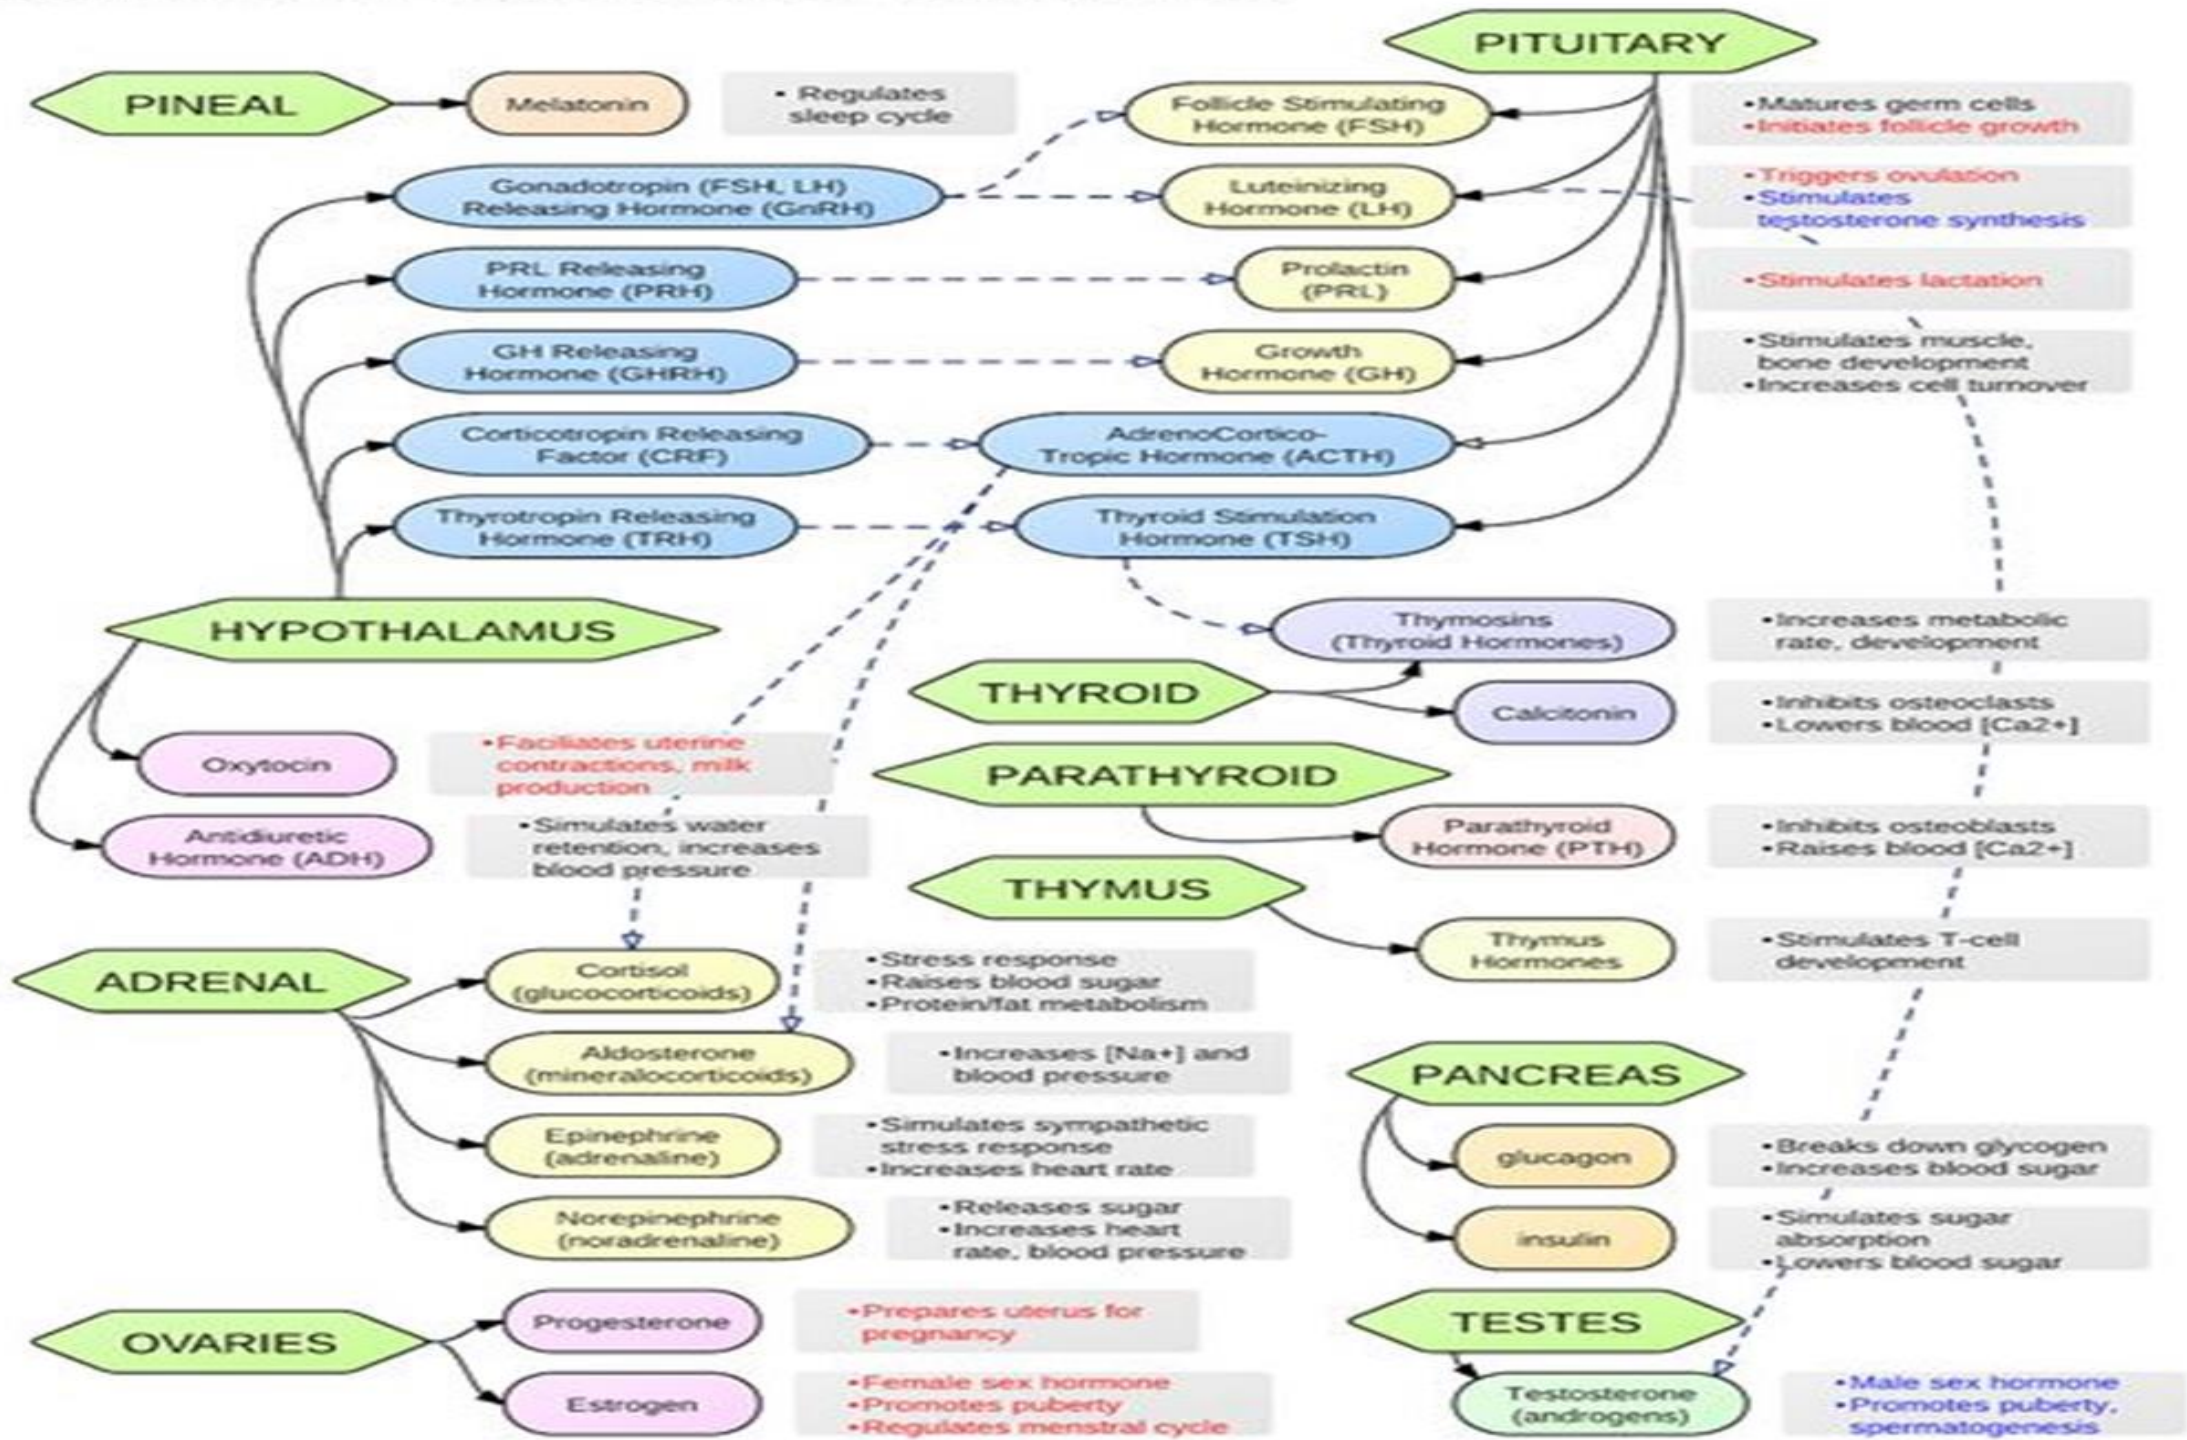 PITUITARY
PINEAL
Melatonin
• Regulates
sleep cycle
Follicle Stimulating
Hormone (FSH)
•Matures germ cells
•Initiates follicle growth
Gonadotropin (FSH, LH)
Releasing Hormone (GnRH)
Luteinizing
Hormone (LH)
•Triggers ovulation
•Stimulates
testosterone synthesis
PRL Releasing
Hormone (PRH)
Prolactin
(PRL)
•Stimulates lactation
GH Releasing
Hormone (GHRH)
Growth
Hormone (GH)
•Stimulates muscle,
bone development
•Increases cell turnover
Corticotropin Releasing
Factor (CRF)
AdrenoCortico-
Tropic Hormone (ACTH)
Thyrotropin Releasing
Hormone (TRH)
Thyroid Stimulation
Hormone (TSH)
HYPOTHALAMUS
Thymosins
(Thyroid Hormones)
•Increases metabolic
rate, development
THYROID
Calcitonin
•Inhibits osteoclasts
•Lowers blood [Ca2+]
Oxytocin
•Faciliates uterine
contractions, milk
production
PARATHYROID
Antidiuretic
Hormone (ADH)
•Simulates water
retention, increases
blood pressure
Parathyroid
Hormone (PTH)
•Inhibits osteoblasts
•Raises blood [Ca2+]
THYMUS
Thymus
Hormones
•Stimulates T-cell
development
ADRENAL
Cortisol
(glucocorticoids)
•Stress response
•Raises blood sugar
•Protein/fat metabolism
Aldosterone
(mineralocorticoids)
•Increases [Na+] and
blood pressure
PANCREAS
Epinephrine
(adrenaline)
•Simulates sympathetic
stress response
•Increases heart rate
glucagon
•Breaks down glycogen
•Increases blood sugar
Norepinephrine
(noradrenaline)
•Releases sugar
•Increases heart
rate, blood pressure
insulin
•Simulates sugar
absorption
•Lowers blood sugar
OVARIES
Progesterone
•Prepares uterus for
pregnancy
TESTES
Estrogen
•Female sex hormone
•Promotes puberty
•Regulates menstral cycle
Testosterone
(androgens)
•Male sex hormone
•Promotes puberty,
spermatogenesis